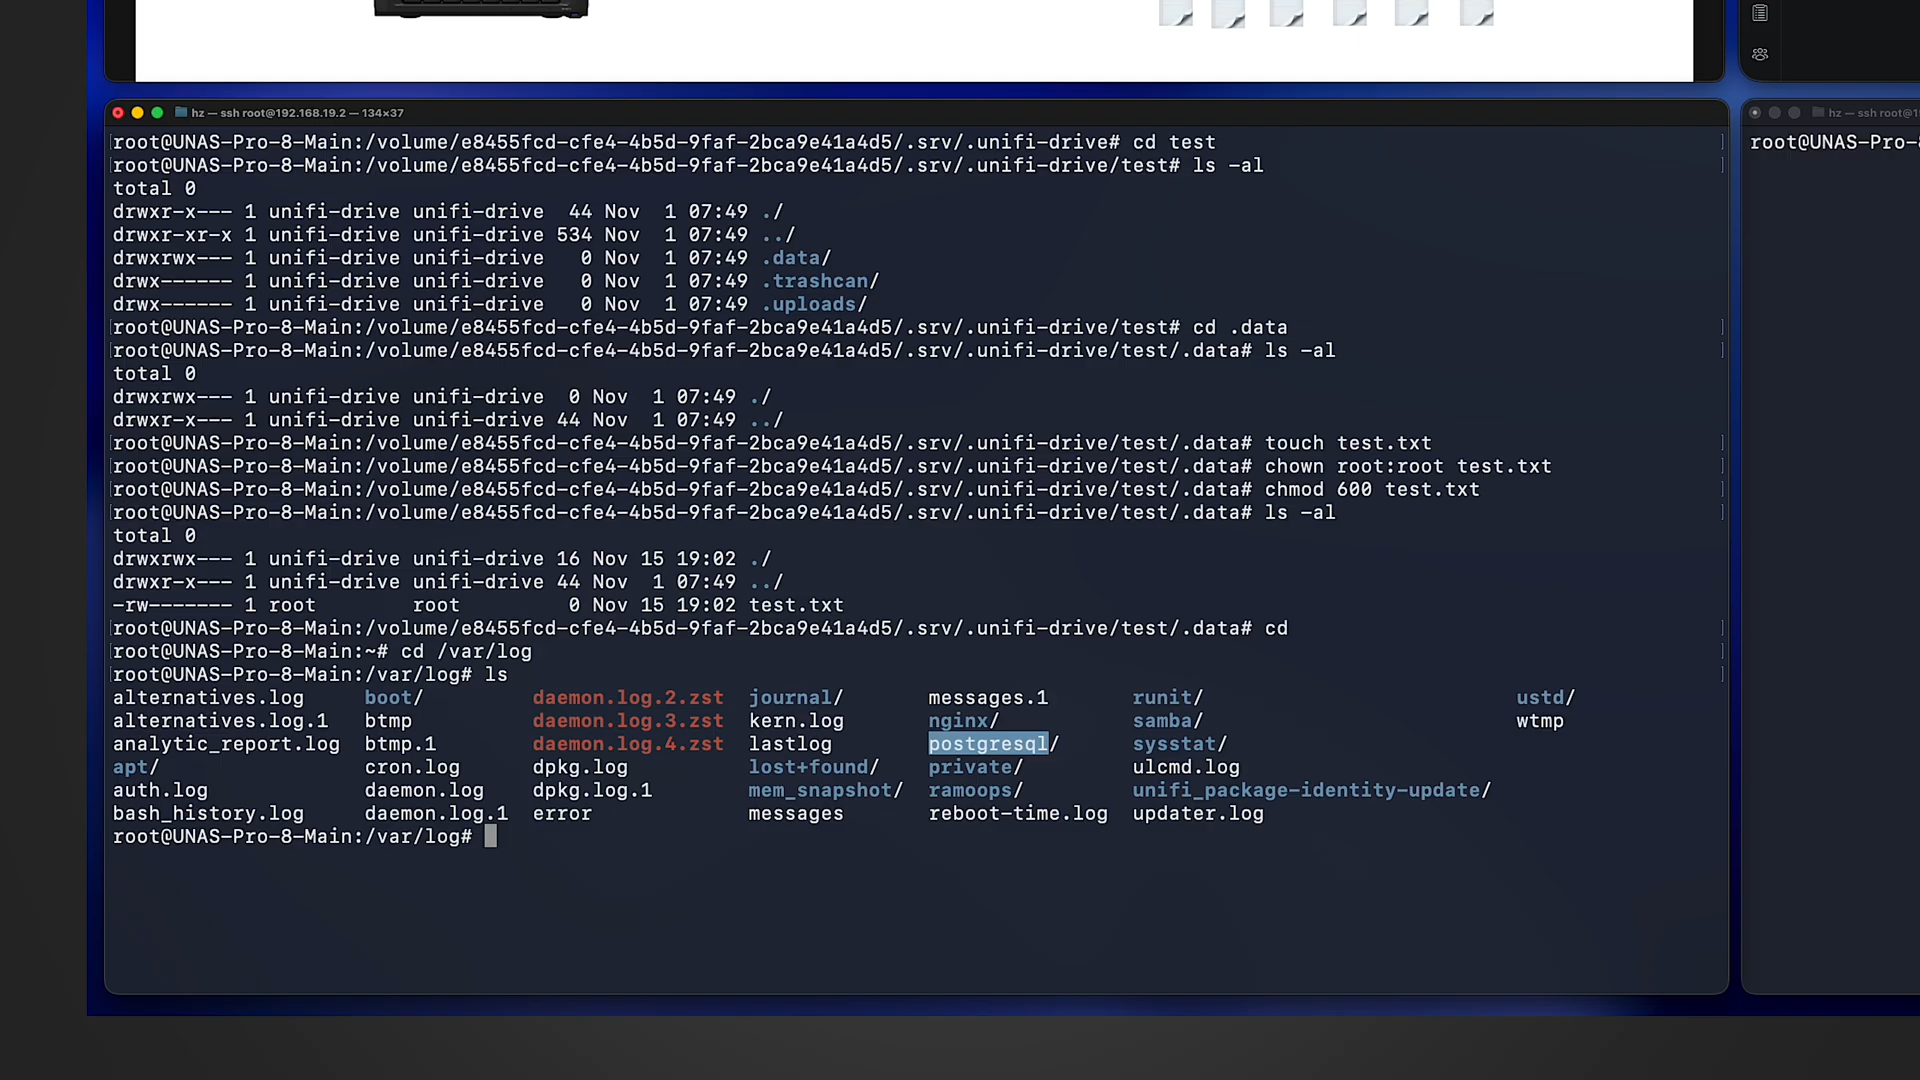 hz — ssh root@192.168.19.2 — 134×37
root@UNAS-Pro-8-Main:/volume/e8455fcd-cfe4-4b5d-9faf-2bca9e41a4d5/.srv/.unifi-drive# cd test
root@UNAS-Pro-8-Main:/volume/e8455fcd-cfe4-4b5d-9faf-2bca9e41a4d5/.srv/.unifi-drive/test# ls -al
total 0
drwxr-x--- 1 unifi-drive unifi-drive  44 Nov  1 07:49 ./
drwxr-xr-x 1 unifi-drive unifi-drive 534 Nov  1 07:49 ../
drwxrwx--- 1 unifi-drive unifi-drive   0 Nov  1 07:49 .data/
drwx------ 1 unifi-drive unifi-drive   0 Nov  1 07:49 .trashcan/
drwx------ 1 unifi-drive unifi-drive   0 Nov  1 07:49 .uploads/
root@UNAS-Pro-8-Main:/volume/e8455fcd-cfe4-4b5d-9faf-2bca9e41a4d5/.srv/.unifi-drive/test# cd .data
root@UNAS-Pro-8-Main:/volume/e8455fcd-cfe4-4b5d-9faf-2bca9e41a4d5/.srv/.unifi-drive/test/.data# ls -al
total 0
drwxrwx--- 1 unifi-drive unifi-drive  0 Nov  1 07:49 ./
drwxr-x--- 1 unifi-drive unifi-drive 44 Nov  1 07:49 ../
root@UNAS-Pro-8-Main:/volume/e8455fcd-cfe4-4b5d-9faf-2bca9e41a4d5/.srv/.unifi-drive/test/.data# touch test.txt
root@UNAS-Pro-8-Main:/volume/e8455fcd-cfe4-4b5d-9faf-2bca9e41a4d5/.srv/.unifi-drive/test/.data# chown root:root test.txt
root@UNAS-Pro-8-Main:/volume/e8455fcd-cfe4-4b5d-9faf-2bca9e41a4d5/.srv/.unifi-drive/test/.data# chmod 600 test.txt
root@UNAS-Pro-8-Main:/volume/e8455fcd-cfe4-4b5d-9faf-2bca9e41a4d5/.srv/.unifi-drive/test/.data# ls -al
total 0
drwxrwx--- 1 unifi-drive unifi-drive 16 Nov 15 19:02 ./
drwxr-x--- 1 unifi-drive unifi-drive 44 Nov  1 07:49 ../
-rw------- 1 root        root         0 Nov 15 19:02 test.txt
root@UNAS-Pro-8-Main:/volume/e8455fcd-cfe4-4b5d-9faf-2bca9e41a4d5/.srv/.unifi-drive/test/.data# cd
root@UNAS-Pro-8-Main:~# cd /var/log
root@UNAS-Pro-8-Main:/var/log# ls
alternatives.log boot/ daemon.log.2.zst journal/ messages.1 runit/ ustd/
alternatives.log.1 btmp daemon.log.3.zst kern.log nginx/ samba/ wtmp
analytic_report.log btmp.1 daemon.log.4.zst lastlog postgresql/ sysstat/
apt/ cron.log dpkg.log lost+found/ private/ ulcmd.log
auth.log daemon.log dpkg.log.1 mem_snapshot/ ramoops/ unifi_package-identity-update/
bash_history.log daemon.log.1 error messages reboot-time.log updater.log
root@UNAS-Pro-8-Main:/var/log#
hz — ssh root@19
root@UNAS-Pro-